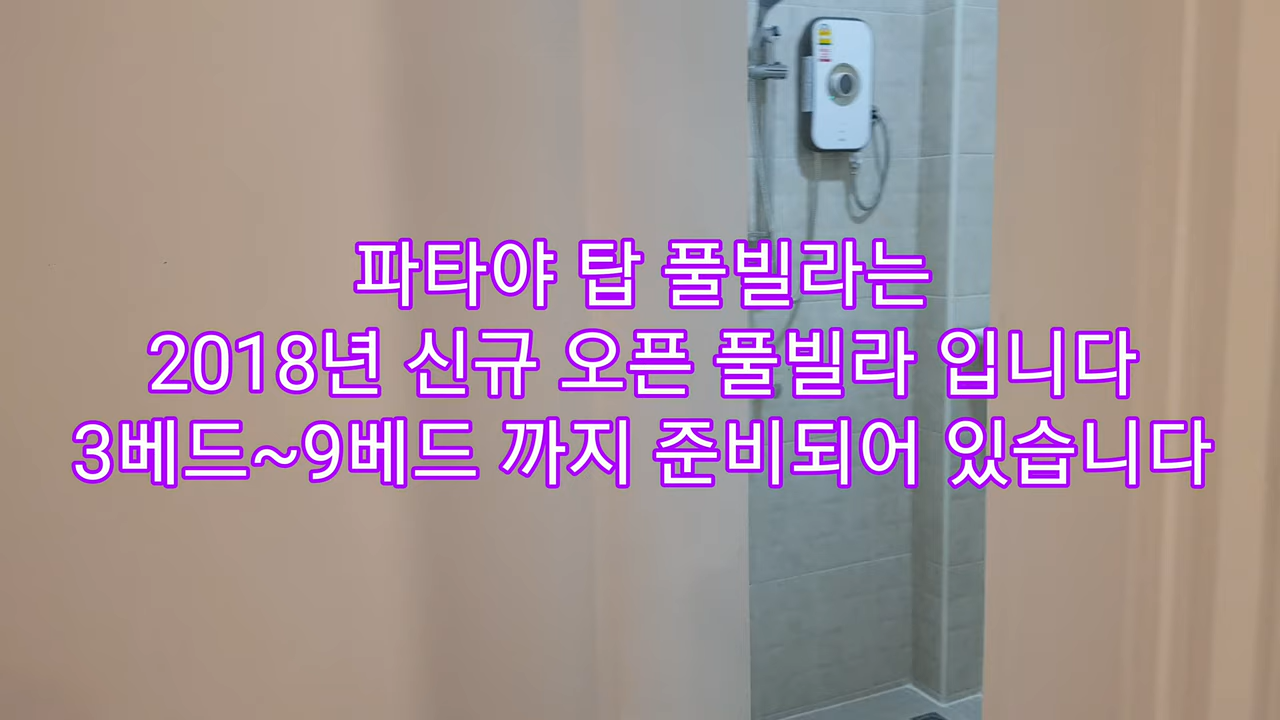 파타야 탑 풀빌라는
2018년 신규 오픈 풀빌라 입니다
3베드~9베드 까지 준비되어 있습니다